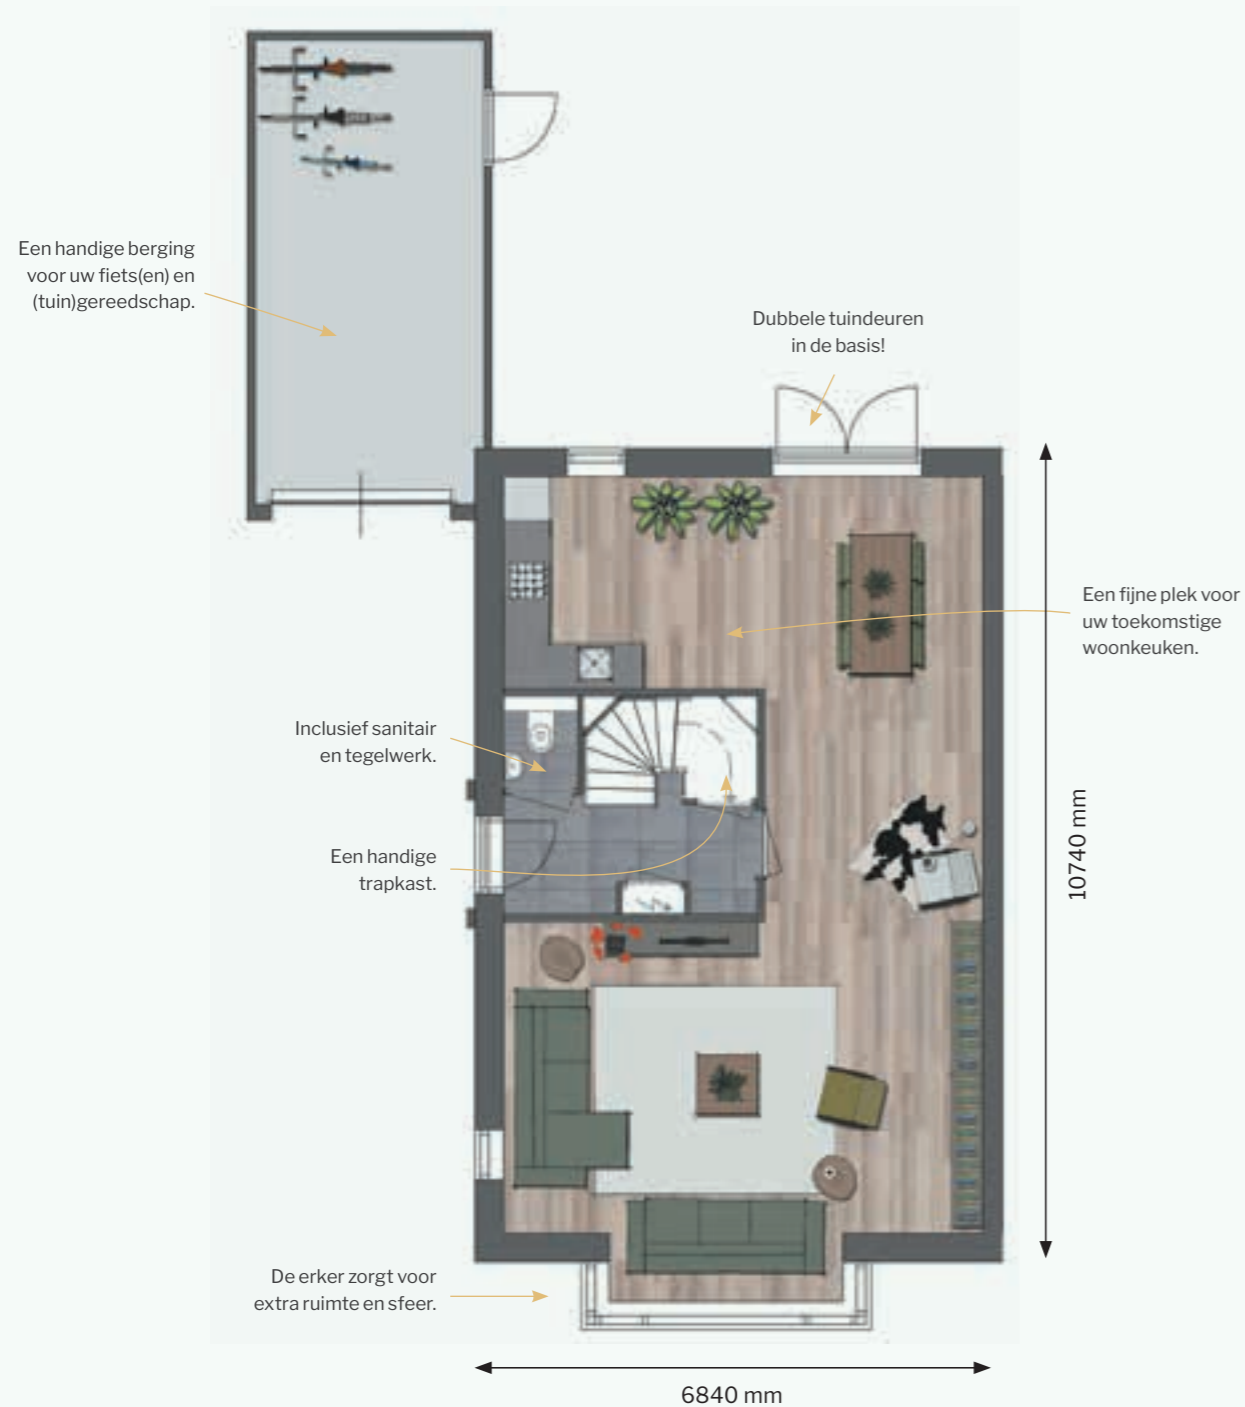 Een handige berging
voor uw fiets(en) en
(tuin)gereedschap.
Dubbele tuindeuren
in de basis!
Een fijne plek voor
uw toekomstige
woonkeuken.
Inclusief sanitair
en tegelwerk.
Een handige
trapkast.
10740 mm
De erker zorgt voor
extra ruimte en sfeer.
6840 mm